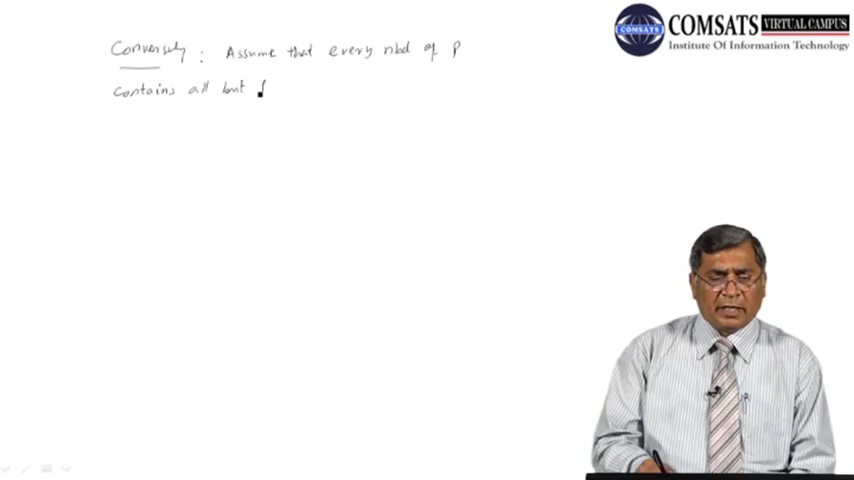 COMSATS VIRTUAL CAMPUS
COMSATS
Institute Of Information Technology
Conversely : Assume that every nbd of P
contains all but f